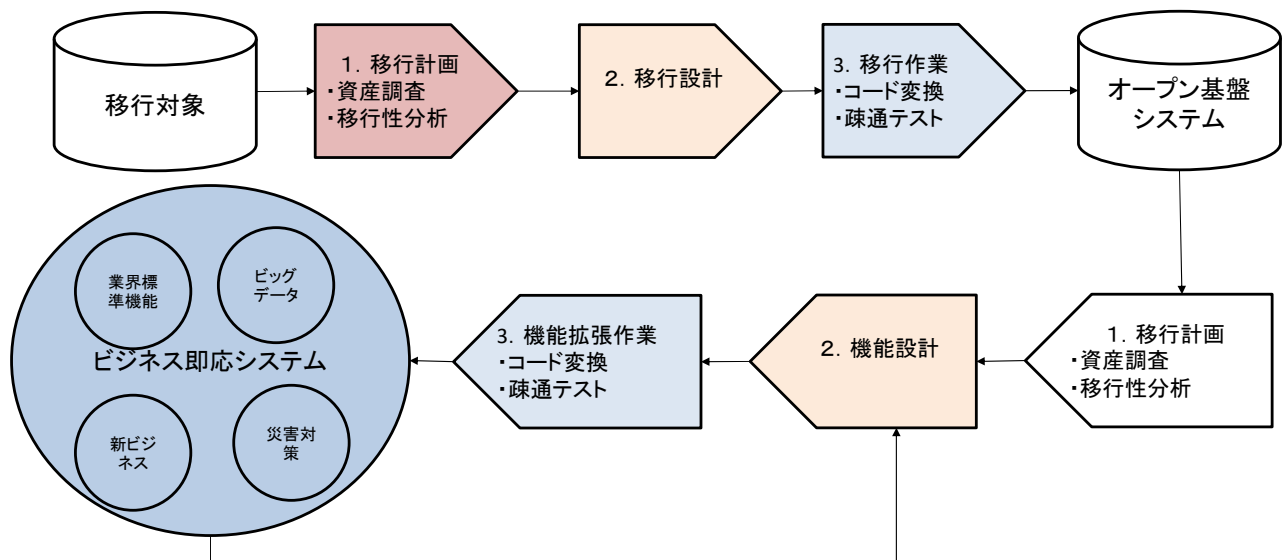 移行対象
1. 移行計画
・資産調査
・移行性分析
2. 移行設計
3. 移行作業
・コード変換
・疎通テスト
オープン基盤
システム
業界標
準機能
ビッグ
データ
ビジネス即応システム
新ビジ
ネス
災害対
策
3. 機能拡張作業
・コード変換
・疎通テスト
2. 機能設計
1. 移行計画
・資産調査
・移行性分析